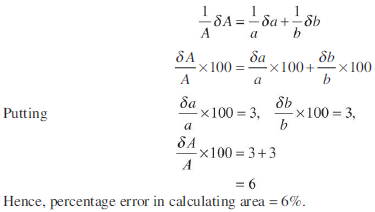 1/A δA = 1/a δa + 1/b δb
δA/A × 100 = δa/a × 100 + δb/b × 100
Putting δa/a × 100 = 3, δb/b × 100 = 3,
δA/A × 100 = 3 + 3
= 6
Hence, percentage error in calculating area = 6%.